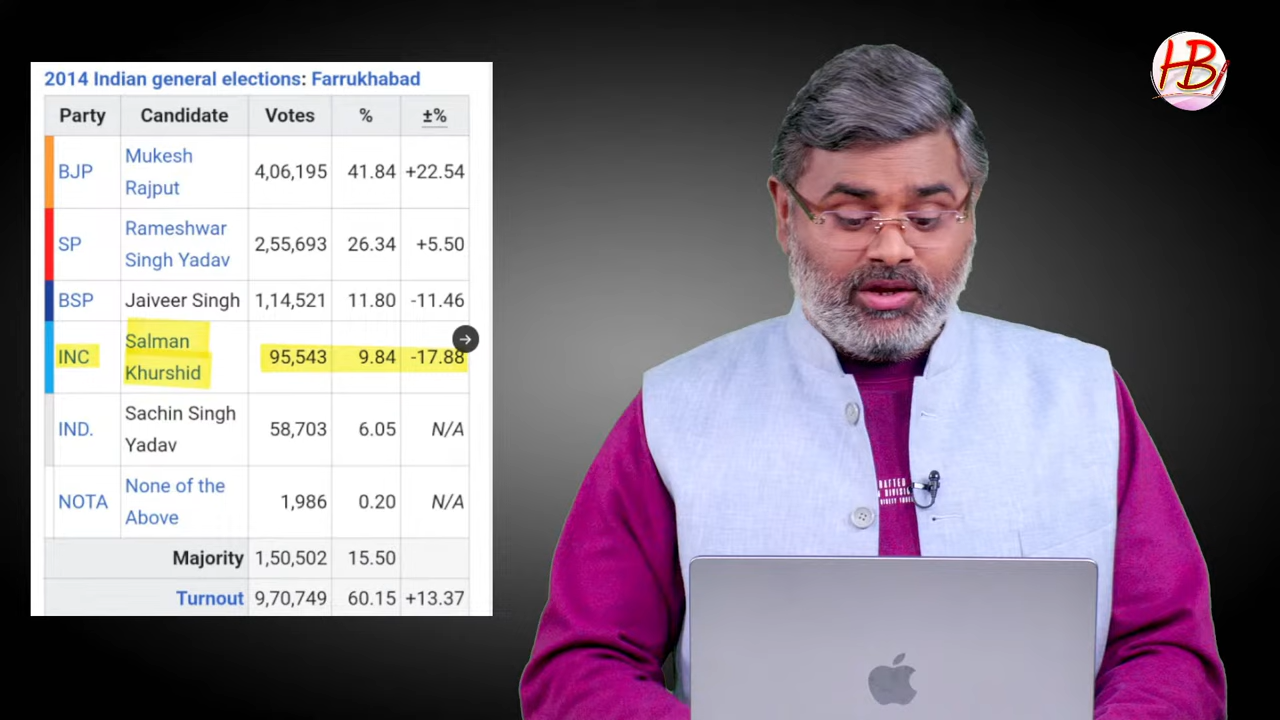 2014 Indian general elections: Farrukhabad
Party Candidate Votes % ±%
BJP Mukesh Rajput 4,06,195 41.84 +22.54
SP Rameshwar Singh Yadav 2,55,693 26.34 +5.50
BSP Jaiveer Singh 1,14,521 11.80 -11.46
INC Salman Khurshid 95,543 9.84 -17.88
IND. Sachin Singh Yadav 58,703 6.05 N/A
NOTA None of the Above 1,986 0.20 N/A
Majority 1,50,502 15.50
Turnout 9,70,749 60.15 +13.37
HB